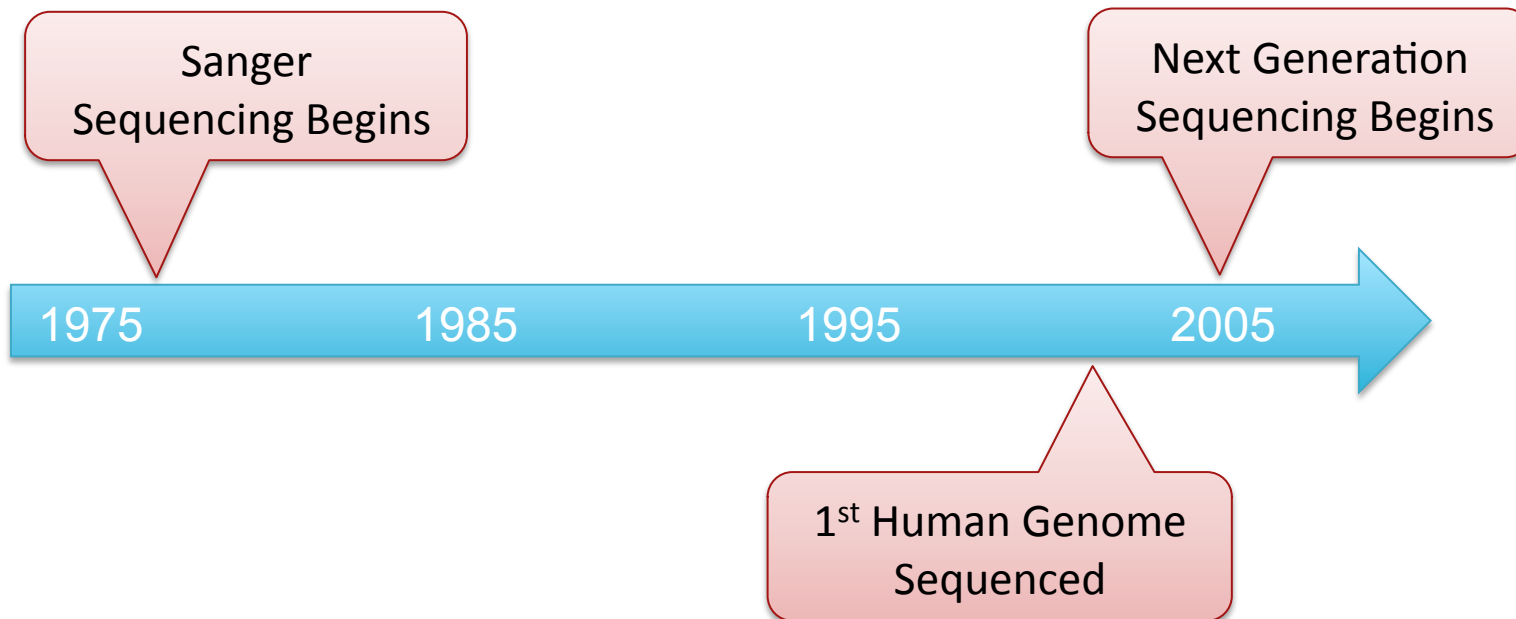 Sanger
Sequencing Begins
Next Generation
Sequencing Begins
1975 1985 1995 2005
1st Human Genome
Sequenced